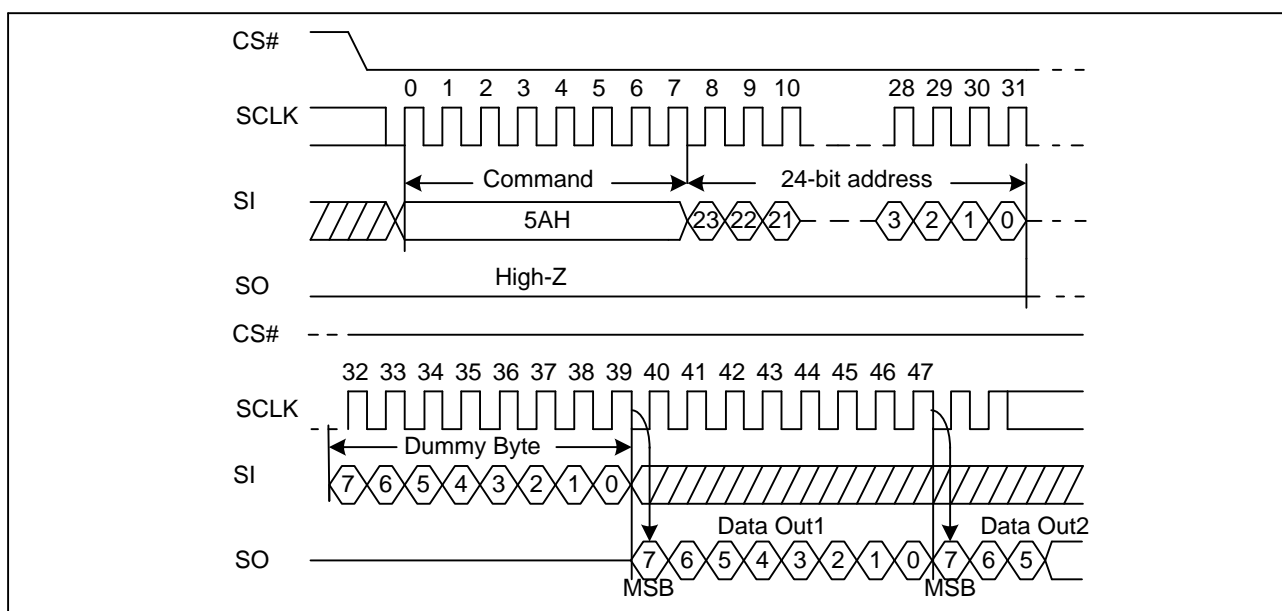 CS#
0 1 2 3 4 5 6 7 8 9 10 28 29 30 31
SCLK
Command 24-bit address
SI
5AH 23 22 21 3 2 1 0
High-Z
SO
CS#
32 33 34 35 36 37 38 39 40 41 42 43 44 45 46 47
SCLK
Dummy Byte
SI
7 6 5 4 3 2 1 0
Data Out1 Data Out2
SO
7 6 5 4 3 2 1 0 7 6 5
MSB MSB